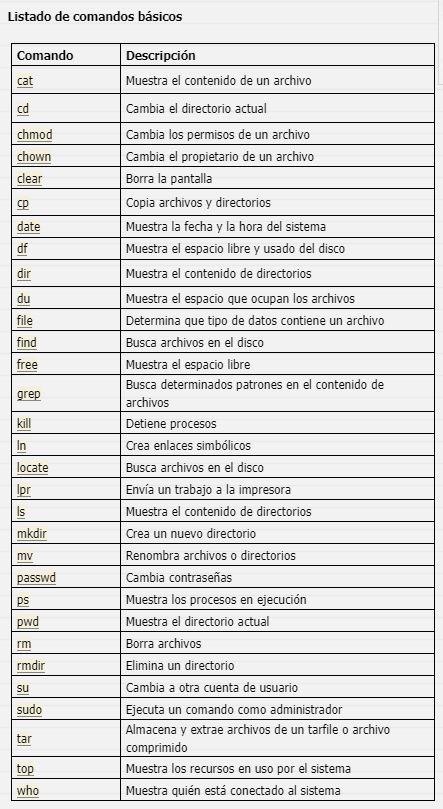 Listado de comandos básicos
Comando Descripción
cat Muestra el contenido de un archivo
cd Cambia el directorio actual
chmod Cambia los permisos de un archivo
chown Cambia el propietario de un archivo
clear Borra la pantalla
cp Copia archivos y directorios
date Muestra la fecha y la hora del sistema
df Muestra el espacio libre y usado del disco
dir Muestra el contenido de directorios
du Muestra el espacio que ocupan los archivos
file Determina que tipo de datos contiene un archivo
find Busca archivos en el disco
free Muestra el espacio libre
grep Busca determinados patrones en el contenido de
archivos
kill Detiene procesos
ln Crea enlaces simbólicos
locate Busca archivos en el disco
lpr Envía un trabajo a la impresora
ls Muestra el contenido de directorios
mkdir Crea un nuevo directorio
mv Renombra archivos o directorios
passwd Cambia contraseñas
ps Muestra los procesos en ejecución
pwd Muestra el directorio actual
rm Borra archivos
rmdir Elimina un directorio
su Cambia a otra cuenta de usuario
sudo Ejecuta un comando como administrador
tar Almacena y extrae archivos de un tarfile o archivo
comprimido
top Muestra los recursos en uso por el sistema
who Muestra quién está conectado al sistema